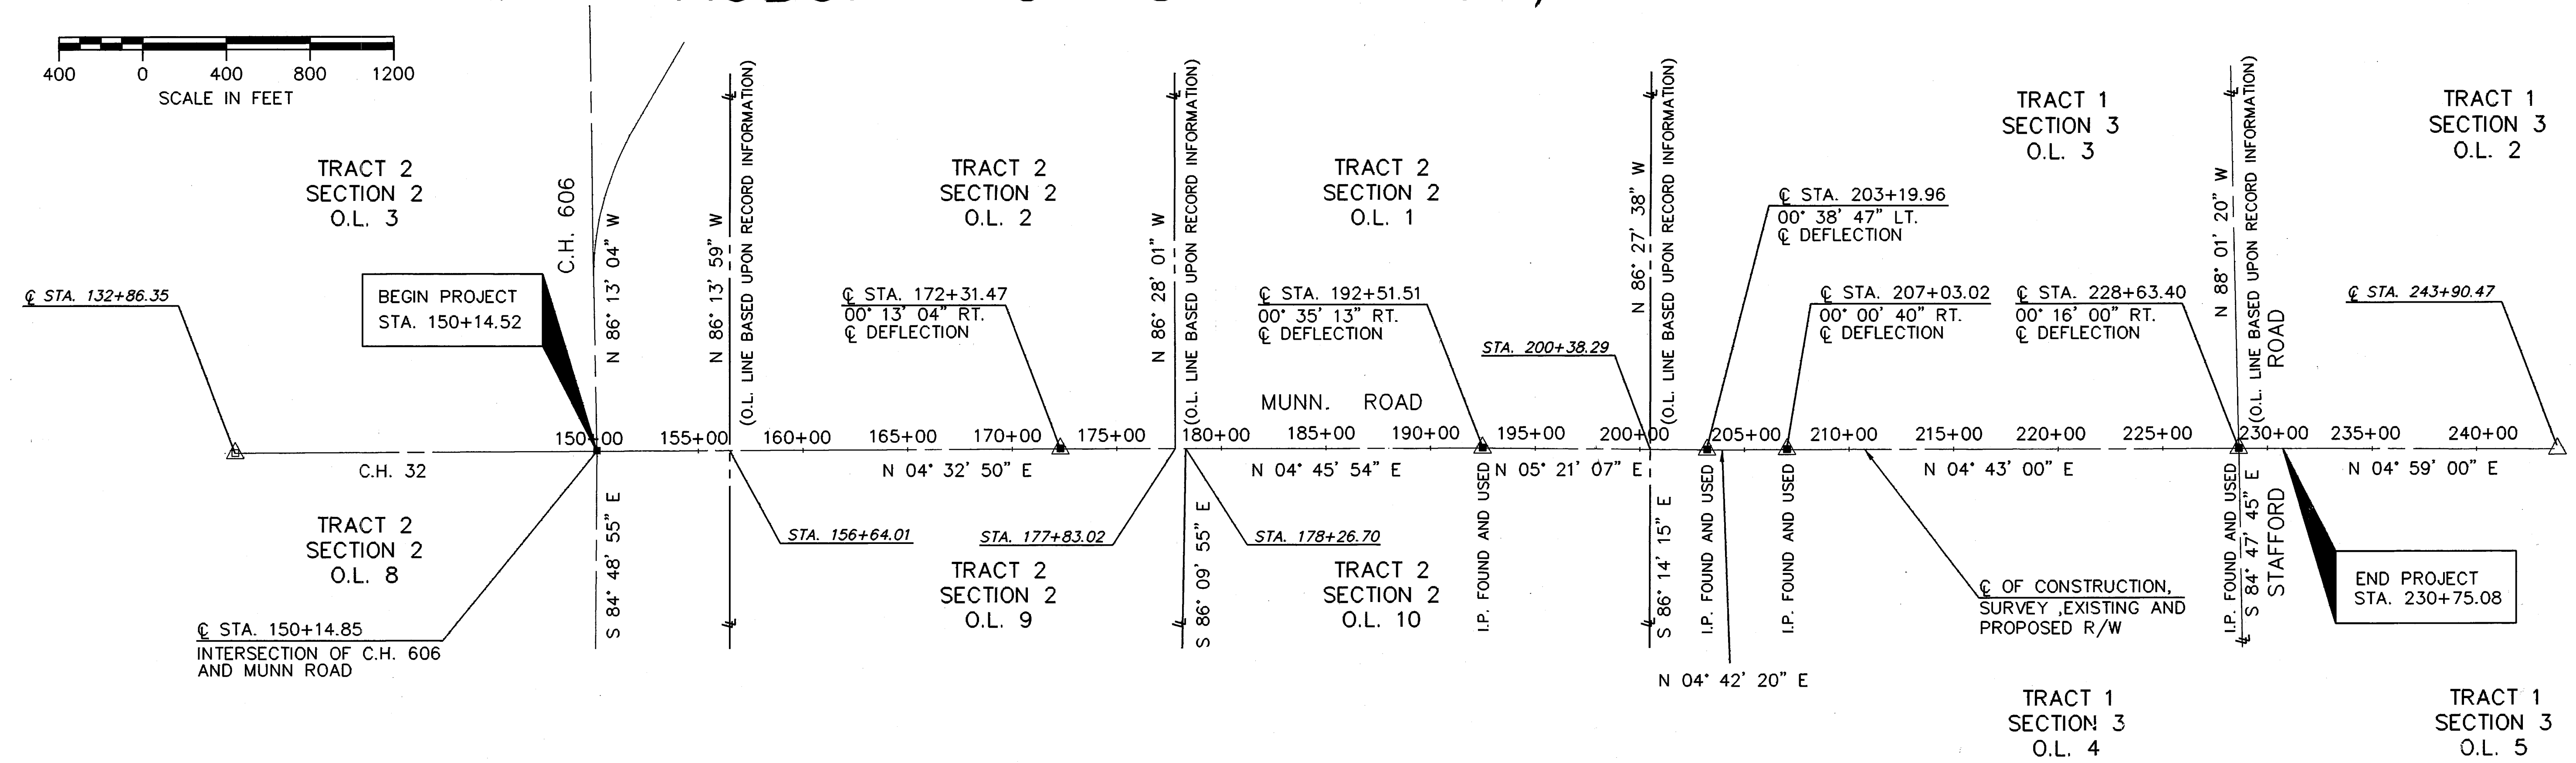 400 0 400 800 1200
SCALE IN FEET
TRACT 2
SECTION 2
O.L. 3
C.H. 606
N 86° 13' 04" W
N 86° 13' 59" W
(O.L. LINE BASED UPON RECORD INFORMATION)
TRACT 2
SECTION 2
O.L. 2
N 86° 28' 01" W
(O.L. LINE BASED UPON RECORD INFORMATION)
TRACT 2
SECTION 2
O.L. 1
N 86° 27' 38" W
(O.L. LINE BASED UPON RECORD INFORMATION)
TRACT 1
SECTION 3
O.L. 3
N 88° 01' 20" W
(O.L. LINE BASED UPON RECORD INFORMATION)
TRACT 1
SECTION 3
O.L. 2
℄ STA. 132+86.35
BEGIN PROJECT
STA. 150+14.52
℄ STA. 172+31.47
00° 13' 04" RT.
℄ DEFLECTION
℄ STA. 192+51.51
00° 35' 13" RT.
℄ DEFLECTION
STA. 200+38.29
℄ STA. 203+19.96
00° 38' 47" LT.
℄ DEFLECTION
℄ STA. 207+03.02
00° 00' 40" RT.
℄ DEFLECTION
℄ STA. 228+63.40
00° 16' 00" RT.
℄ DEFLECTION
℄ STA. 243+90.47
MUNN. ROAD
STAFFORD ROAD
150+00 155+00 160+00 165+00 170+00 175+00 180+00 185+00 190+00 195+00 200+00 205+00 210+00 215+00 220+00 225+00 230+00 235+00 240+00
C.H. 32
N 04° 32' 50" E
N 04° 45' 54" E
N 05° 21' 07" E
N 04° 43' 00" E
N 04° 59' 00" E
TRACT 2
SECTION 2
O.L. 8
S 84° 48' 55" E
STA. 156+64.01
STA. 177+83.02
TRACT 2
SECTION 2
O.L. 9
S 86° 09' 55" E
STA. 178+26.70
TRACT 2
SECTION 2
O.L. 10
I.P. FOUND AND USED
S 86° 14' 15" E
I.P. FOUND AND USED
I.P. FOUND AND USED
℄ OF CONSTRUCTION,
SURVEY ,EXISTING AND
PROPOSED R/W
I.P. FOUND AND USED
S 84° 47' 45" E
END PROJECT
STA. 230+75.08
℄ STA. 150+14.85
INTERSECTION OF C.H. 606
AND MUNN ROAD
N 04° 42' 20" E
TRACT 1
SECTION 3
O.L. 4
TRACT 1
SECTION 3
O.L. 5